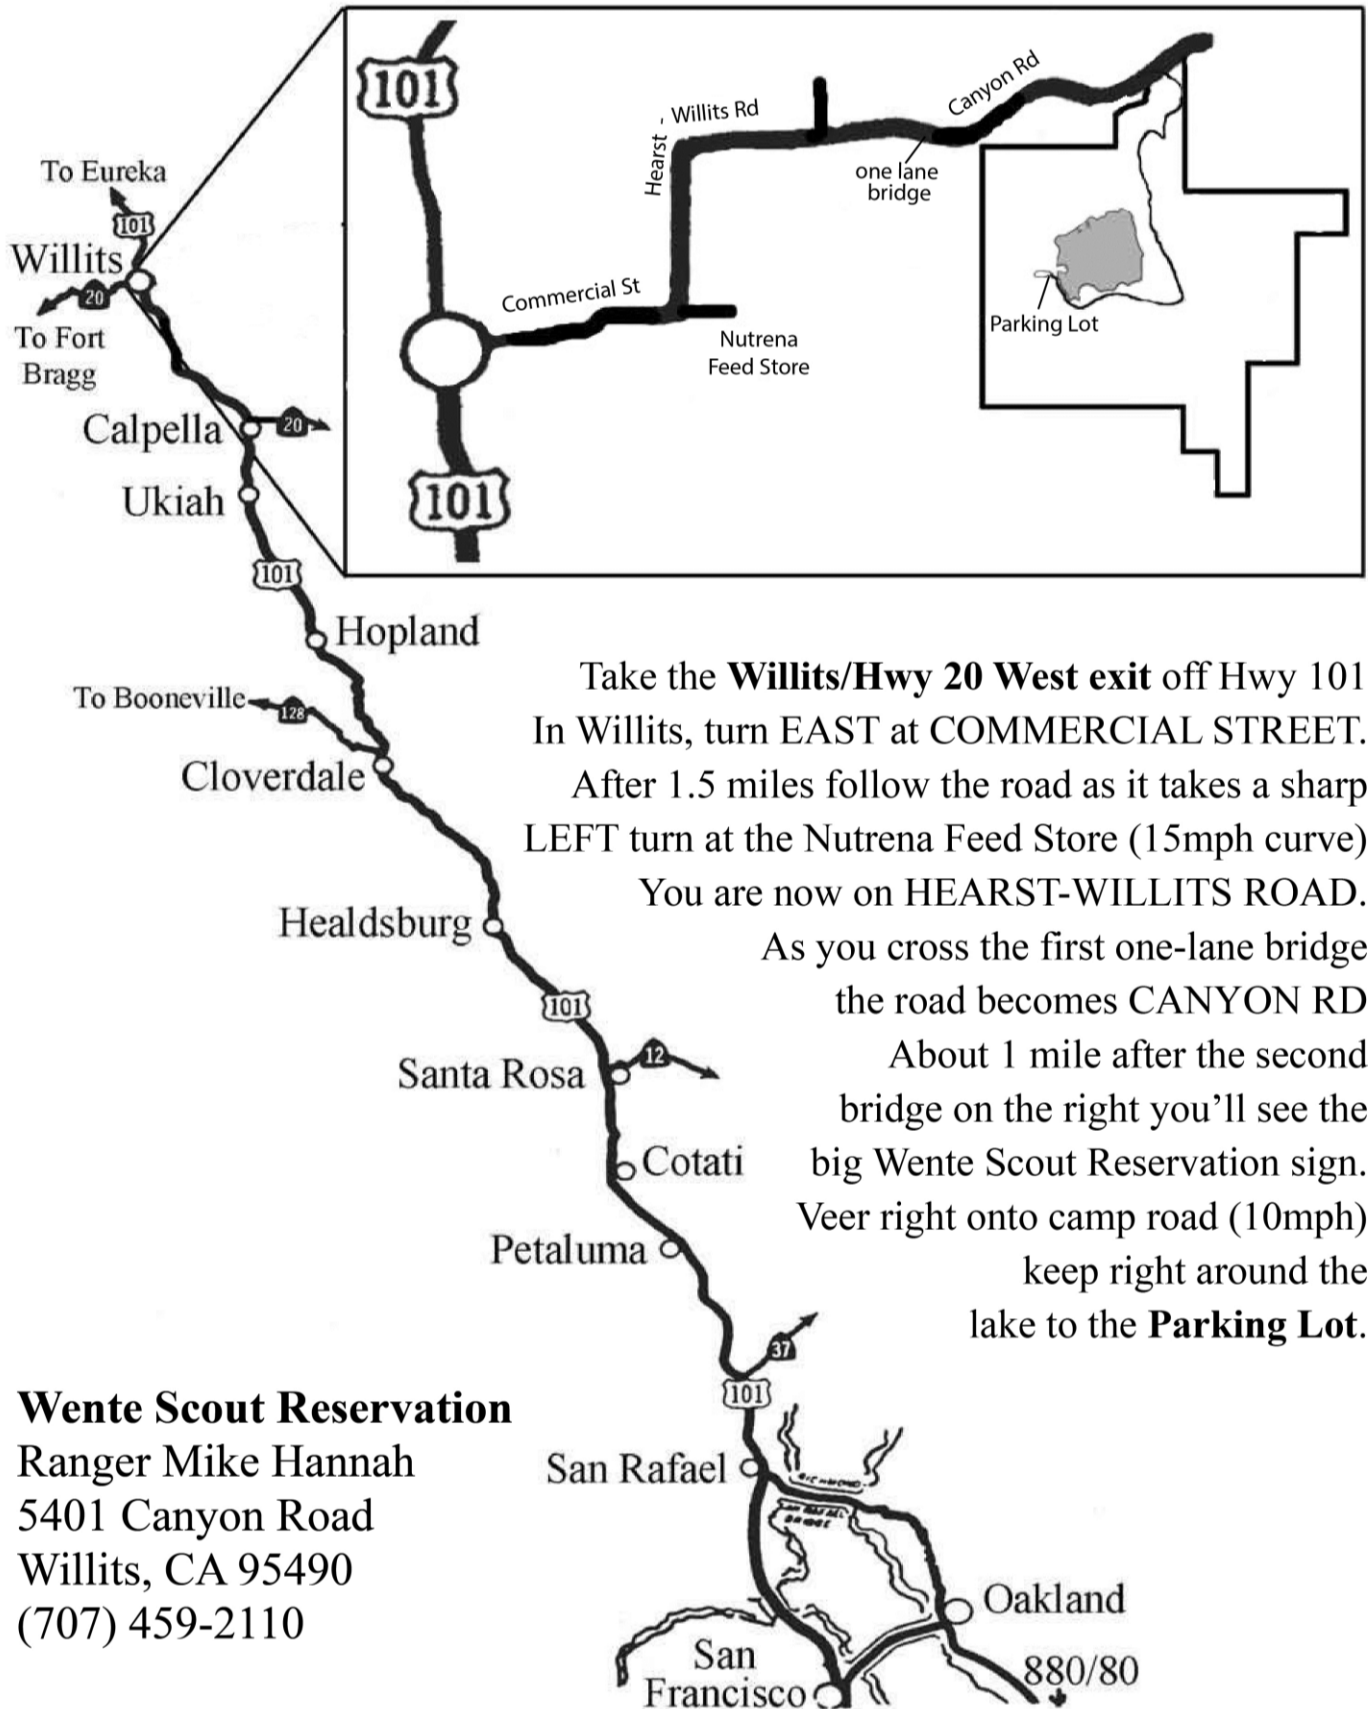 101
Hearst - Willits Rd
Canyon Rd
one lane
bridge
Commercial St
Nutrena
Feed Store
Parking Lot
101
To Eureka
101
Willits
20
To Fort
Bragg
Calpella
20
Ukiah
101
Hopland
To Booneville
128
Cloverdale
Healdsburg
101
Santa Rosa
12
Cotati
Petaluma
37
101
San Rafael
RICHMOND
SAN RAFAEL
BRIDGE
Oakland
San
Francisco
880/80
Take the Willits/Hwy 20 West exit off Hwy 101
In Willits, turn EAST at COMMERCIAL STREET.
After 1.5 miles follow the road as it takes a sharp
LEFT turn at the Nutrena Feed Store (15mph curve)
You are now on HEARST-WILLITS ROAD.
As you cross the first one-lane bridge
the road becomes CANYON RD
About 1 mile after the second
bridge on the right you’ll see the
big Wente Scout Reservation sign.
Veer right onto camp road (10mph)
keep right around the
lake to the Parking Lot.
Wente Scout Reservation
Ranger Mike Hannah
5401 Canyon Road
Willits, CA 95490
(707) 459-2110